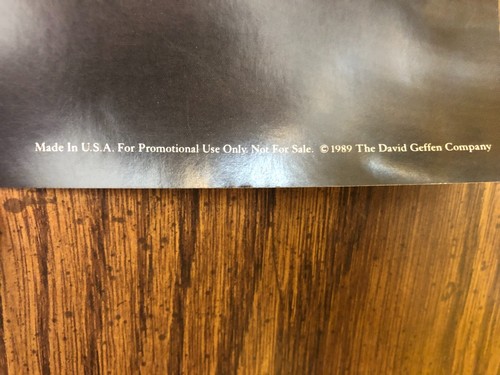 Made In U.S.A. For Promotional Use Only. Not For Sale. © 1989 The David Geffen Company